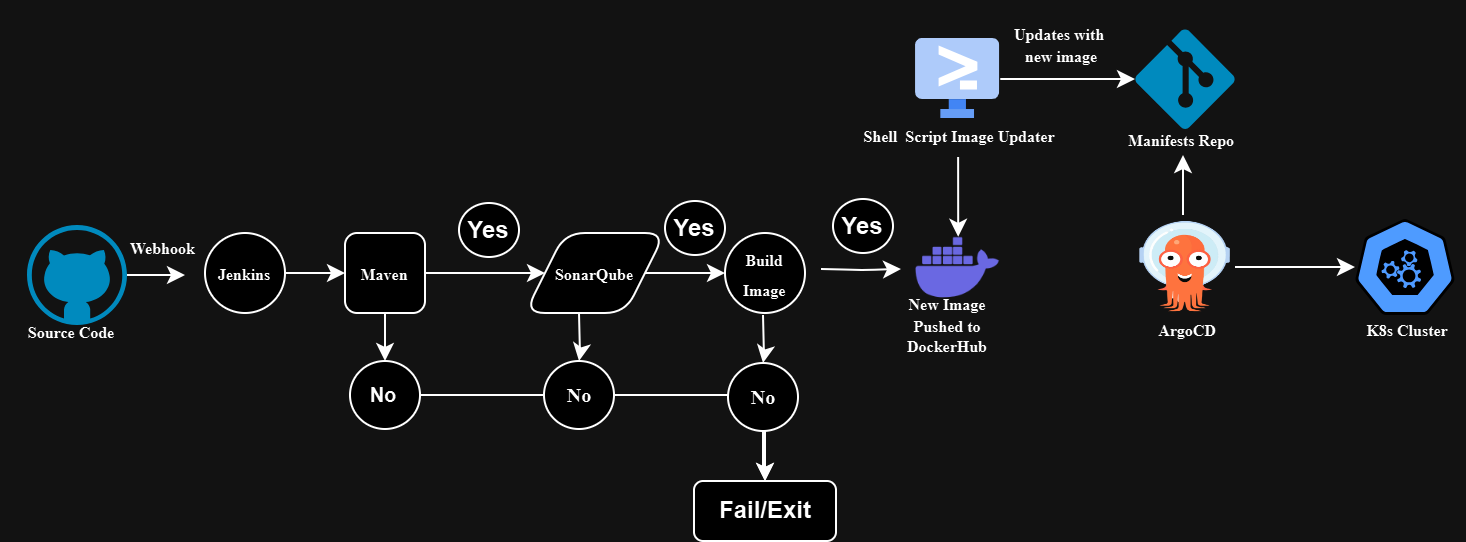 Updates with
new image
Shell Script Image Updater
Manifests Repo
Yes
Yes
Yes
Webhook
Source Code
Jenkins
Maven
SonarQube
Build
Image
New Image
Pushed to
DockerHub
ArgoCD
K8s Cluster
No
No
No
Fail/Exit